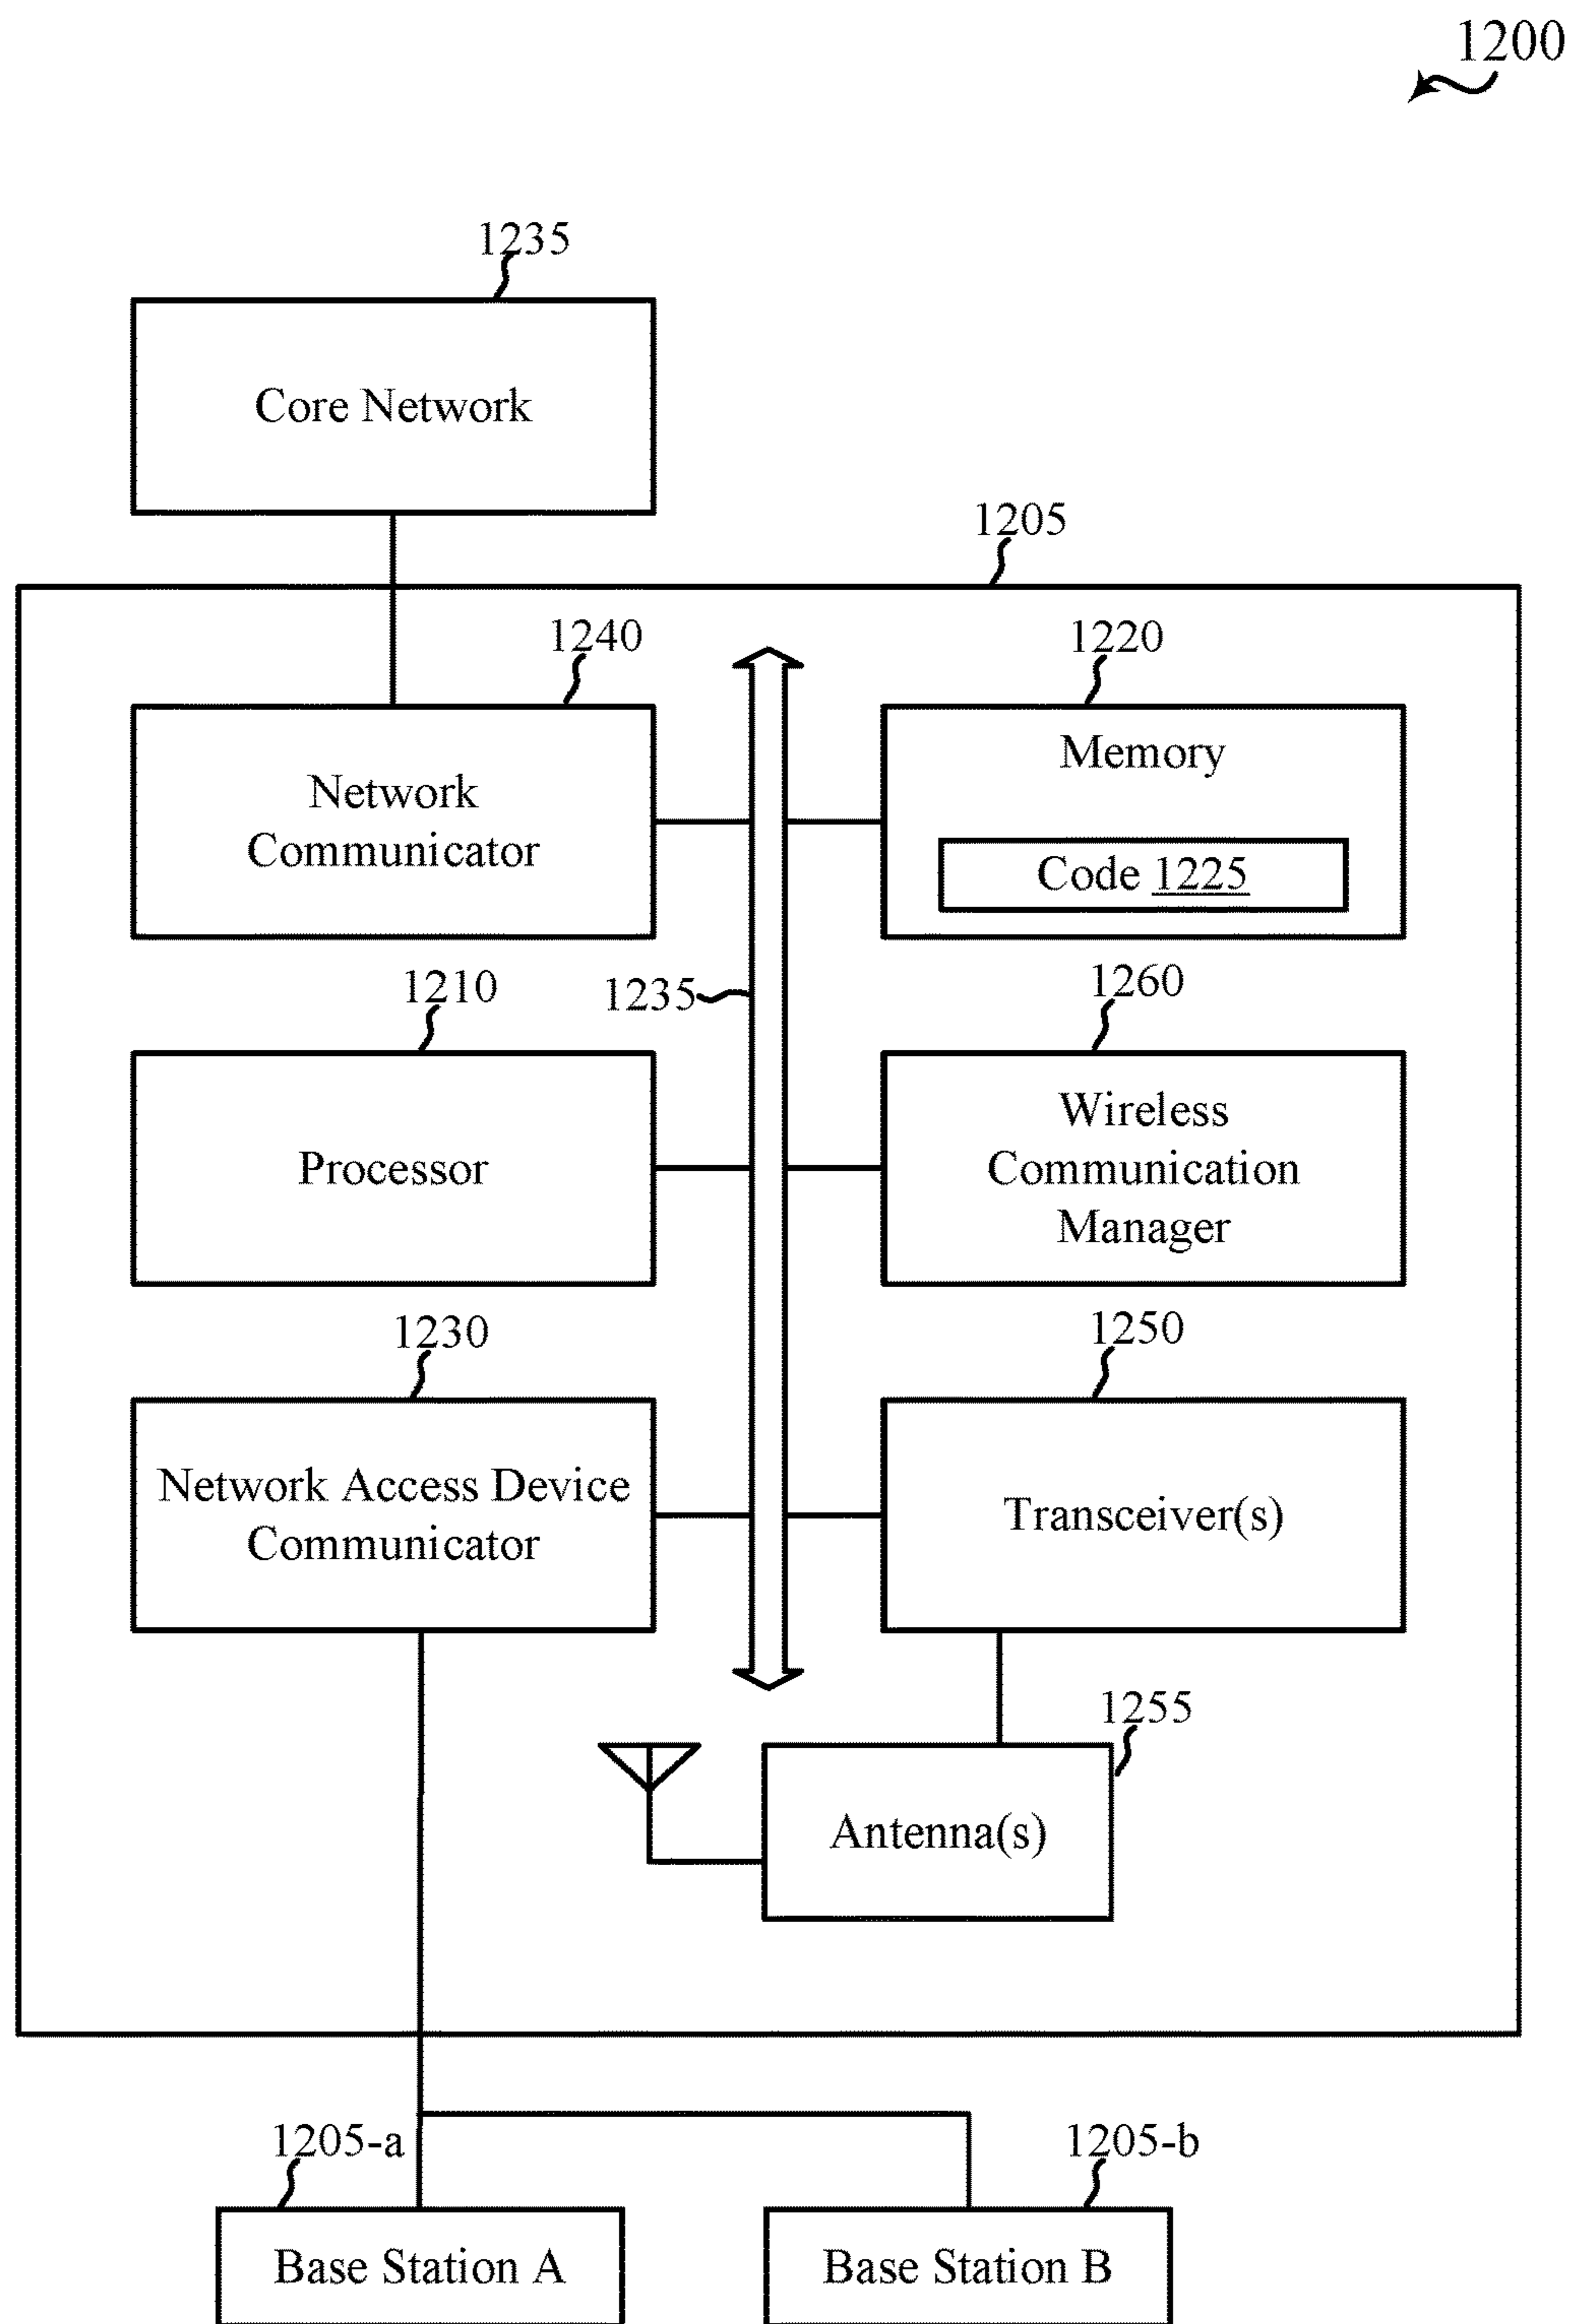 1200
1235
Core Network
1205
1240
1220
Network
Communicator
Memory
Code 1225
1210
1235
1260
Processor
Wireless
Communication
Manager
1230
1250
Network Access Device
Communicator
Transceiver(s)
1255
Antenna(s)
1205-a
1205-b
Base Station A
Base Station B